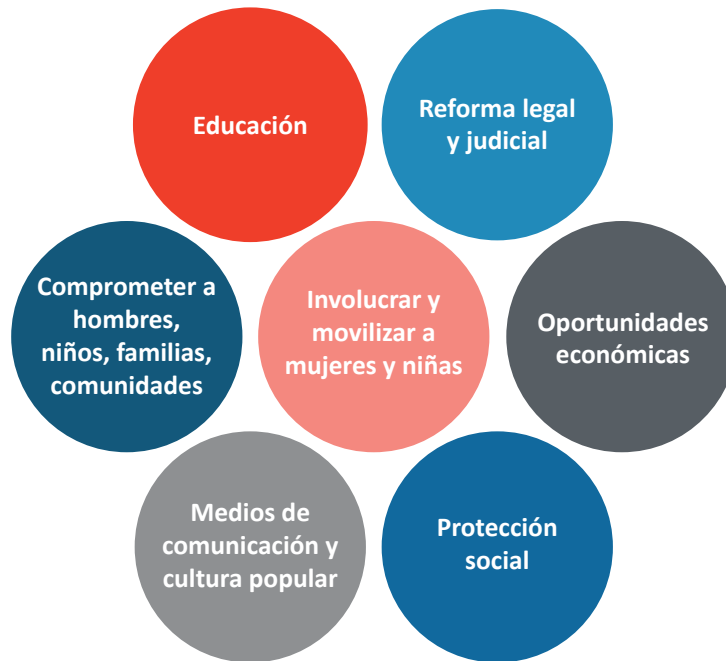 Educación
Reforma legal
y judicial
Comprometer a
hombres,
niños, familias,
comunidades
Involucrar y
movilizar a
mujeres y niñas
Oportunidades
económicas
Medios de
comunicación y
cultura popular
Protección
social